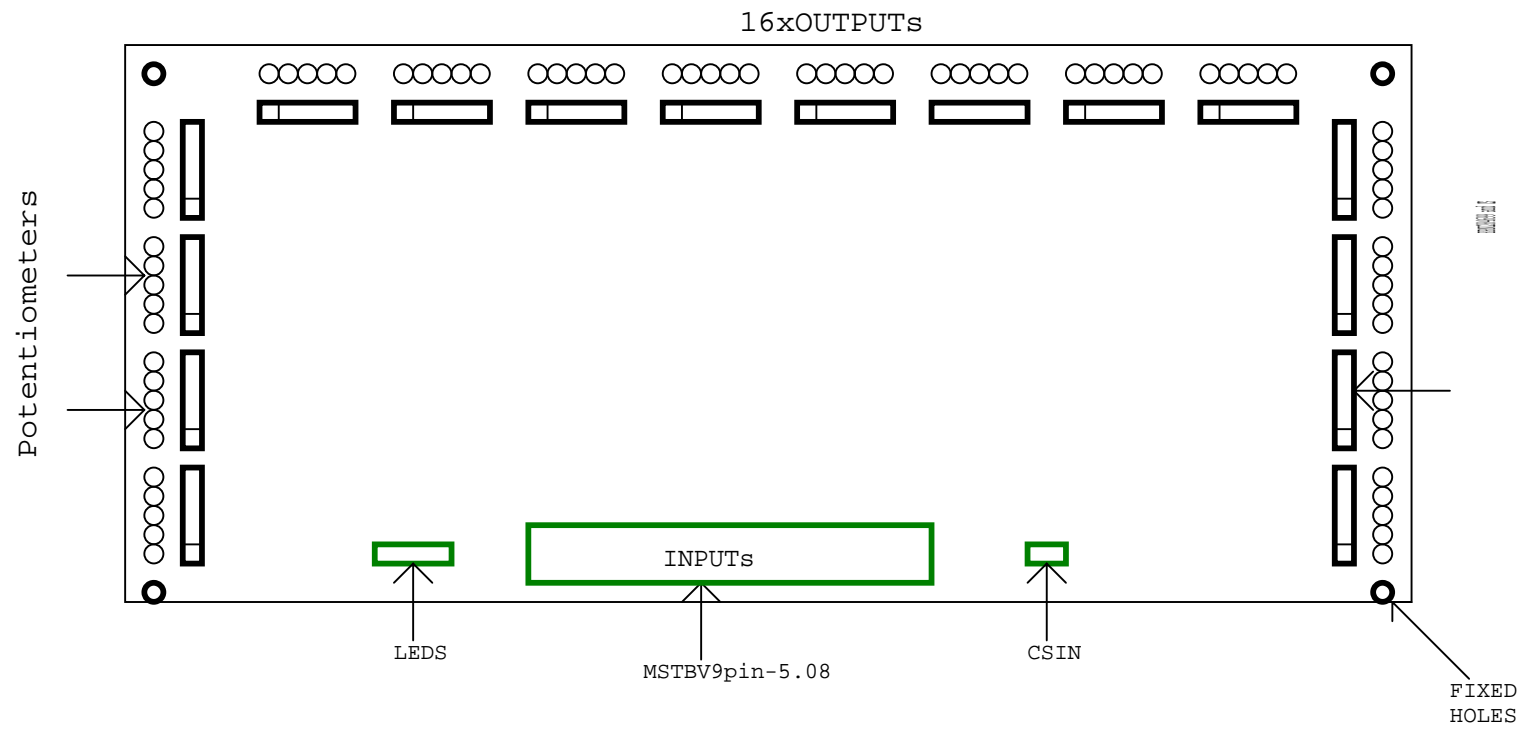 16xOUTPUTs
Potentiometers
INPUTs
LEDS
CSIN
MSTBV9pin-5.08
FIXED
HOLES